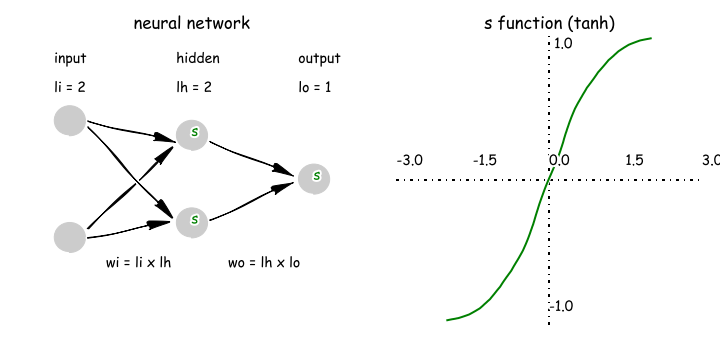 neural network
input hidden output
li = 2 lh = 2 lo = 1
s
s
s
wi = li x lh wo = lh x lo
s function (tanh)
1.0
-3.0 -1.5 0.0 1.5 3.0
-1.0